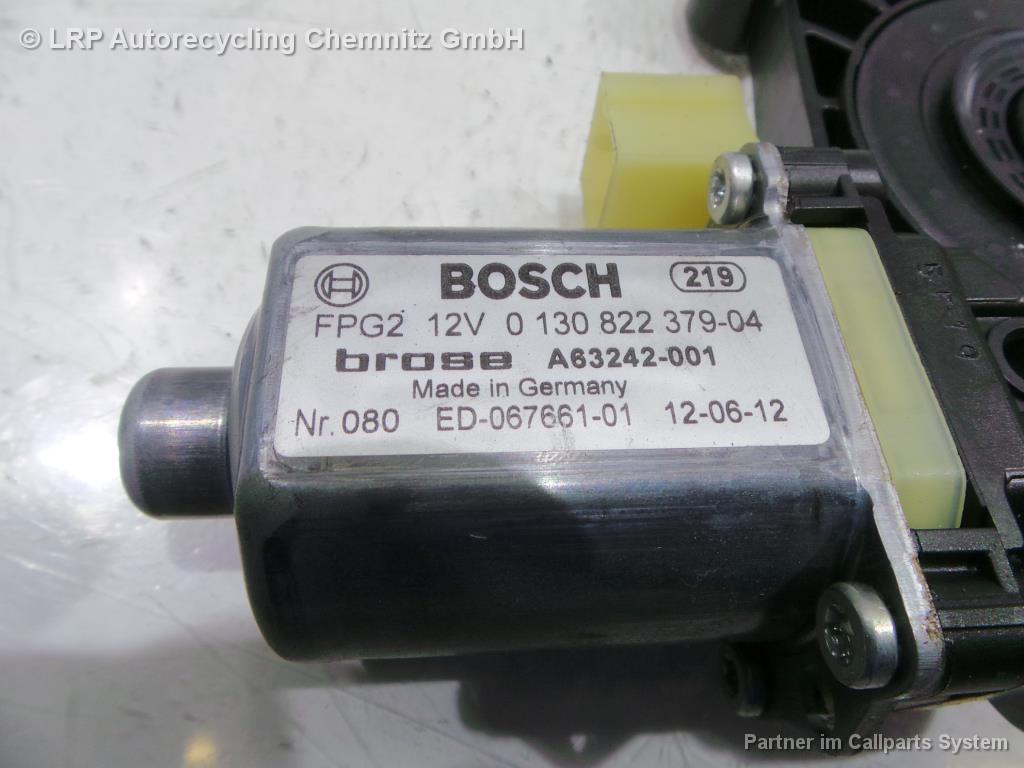 © LRP Autorecycling Chemnitz GmbH
BOSCH 219
FPG2 12V 0 130 822 379-04
brose A63242-001
Made in Germany
Nr. 080 ED-067661-01 12-06-12
Partner im Callparts System